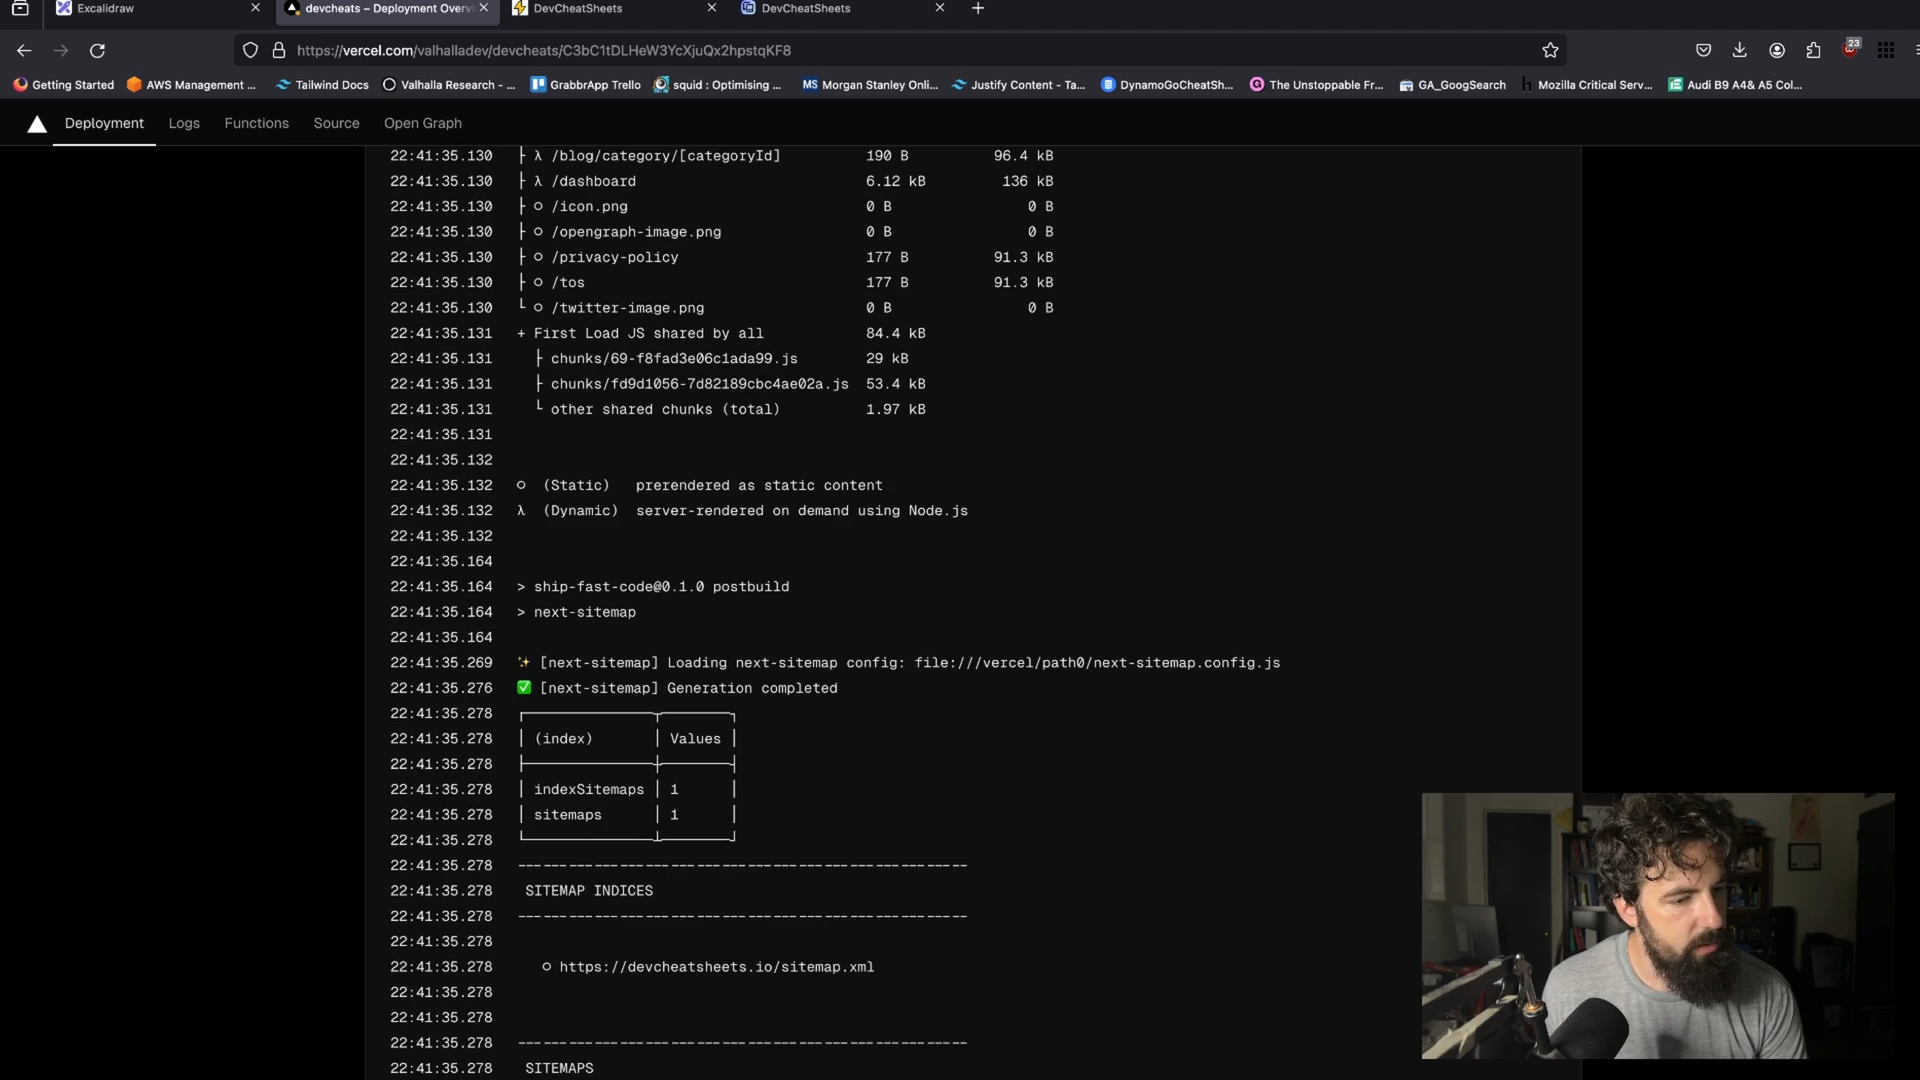 Excalidraw
devcheats – Deployment Overvi
DevCheatSheets
DevCheatSheets
https://vercel.com/valhalladev/devcheats/C3bC1tDLHeW3YcXjuQx2hpstqKF8
23
Getting Started
AWS Management ...
Tailwind Docs
Valhalla Research - ...
GrabbrApp Trello
squid : Optimising ...
MS Morgan Stanley Onli...
Justify Content - Ta...
DynamoGoCheatSh...
The Unstoppable Fr...
GA_GoogSearch
h Mozilla Critical Serv...
Audi B9 A4& A5 Col...
Deployment
Logs
Functions
Source
Open Graph
22:41:35.130 ├ λ /blog/category/[categoryId] 190 B 96.4 kB
22:41:35.130 ├ λ /dashboard 6.12 kB 136 kB
22:41:35.130 ├ ○ /icon.png 0 B 0 B
22:41:35.130 ├ ○ /opengraph-image.png 0 B 0 B
22:41:35.130 ├ ○ /privacy-policy 177 B 91.3 kB
22:41:35.130 ├ ○ /tos 177 B 91.3 kB
22:41:35.130 └ ○ /twitter-image.png 0 B 0 B
22:41:35.131 + First Load JS shared by all 84.4 kB
22:41:35.131 ├ chunks/69-f8fad3e06c1ada99.js 29 kB
22:41:35.131 ├ chunks/fd9d1056-7d82189cbc4ae02a.js 53.4 kB
22:41:35.131 └ other shared chunks (total) 1.97 kB
22:41:35.131
22:41:35.132
22:41:35.132 ○ (Static) prerendered as static content
22:41:35.132 λ (Dynamic) server-rendered on demand using Node.js
22:41:35.132
22:41:35.164
22:41:35.164 > ship-fast-code@0.1.0 postbuild
22:41:35.164 > next-sitemap
22:41:35.164
22:41:35.269 ✨ [next-sitemap] Loading next-sitemap config: file:///vercel/path0/next-sitemap.config.js
22:41:35.276 ✅ [next-sitemap] Generation completed
22:41:35.278
22:41:35.278 │ (index) │ Values │
22:41:35.278
22:41:35.278 │ indexSitemaps │ 1 │
22:41:35.278 │ sitemaps │ 1 │
22:41:35.278
22:41:35.278 -----------------------------------------------------
22:41:35.278 SITEMAP INDICES
22:41:35.278 -----------------------------------------------------
22:41:35.278
22:41:35.278 ○ https://devcheatsheets.io/sitemap.xml
22:41:35.278
22:41:35.278
22:41:35.278 -----------------------------------------------------
22:41:35.278 SITEMAPS